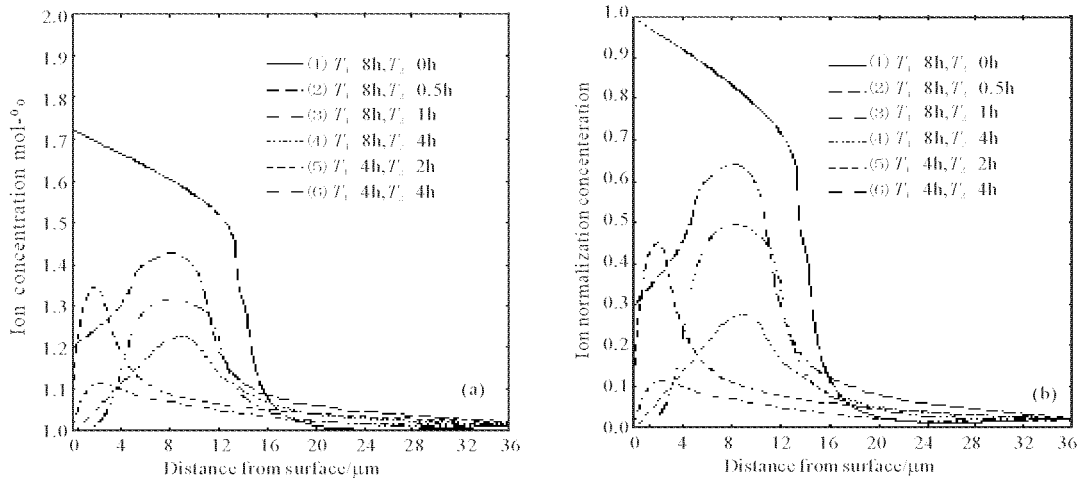 2.0
1.9
1.8
1.7
1.6
1.5
1.4
1.3
1.2
1.1
1.0
Ion concentration mol-%
(1) T₁ 8h, T₂ 0h
(2) T₁ 8h, T₂ 0.5h
(3) T₁ 8h, T₂ 1h
(4) T₁ 8h, T₂ 4h
(5) T₁ 4h, T₂ 2h
(6) T₁ 4h, T₂ 4h
(a)
0 4 8 12 16 20 24 28 32 36
Distance from surface/μm
1.0
0.9
0.8
0.7
0.6
0.5
0.4
0.3
0.2
0.1
0.0
Ion normalization concenteration
(1) T₁ 8h, T₂ 0h
(2) T₁ 8h, T₂ 0.5h
(3) T₁ 8h, T₂ 1h
(4) T₁ 8h, T₂ 4h
(5) T₁ 4h, T₂ 2h
(6) T₁ 4h, T₂ 4h
(b)
0 4 8 12 16 20 24 28 32 36
Distance from surface/μm